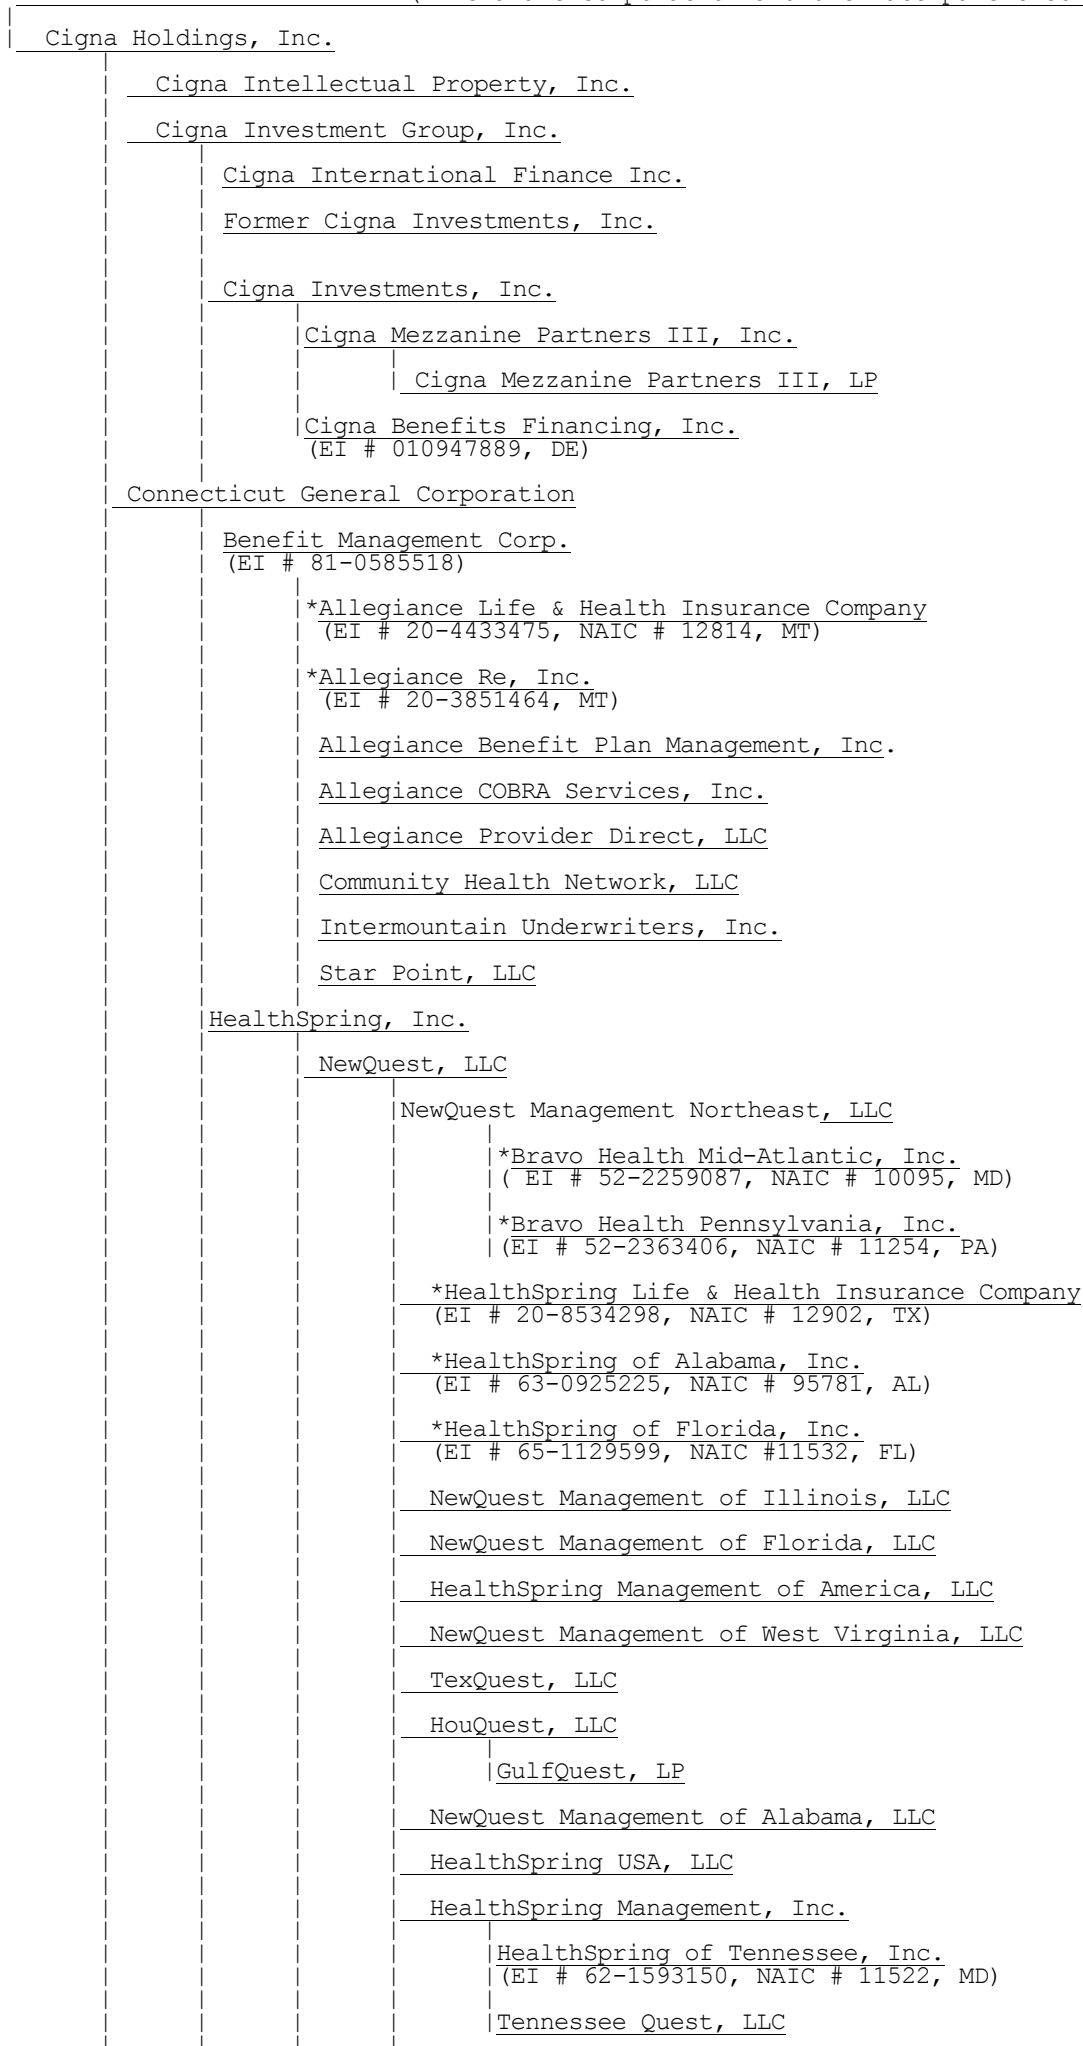 Cigna Holdings, Inc.
Cigna Intellectual Property, Inc.
Cigna Investment Group, Inc.
Cigna International Finance Inc.
Former Cigna Investments, Inc.
Cigna Investments, Inc.
Cigna Mezzanine Partners III, Inc.
Cigna Mezzanine Partners III, LP
Cigna Benefits Financing, Inc.
(EI # 010947889, DE)
Connecticut General Corporation
Benefit Management Corp.
(EI # 81-0585518)
*Allegiance Life & Health Insurance Company
(EI # 20-4433475, NAIC # 12814, MT)
*Allegiance Re, Inc.
(EI # 20-3851464, MT)
Allegiance Benefit Plan Management, Inc.
Allegiance COBRA Services, Inc.
Allegiance Provider Direct, LLC
Community Health Network, LLC
Intermountain Underwriters, Inc.
Star Point, LLC
HealthSpring, Inc.
NewQuest, LLC
NewQuest Management Northeast, LLC
*Bravo Health Mid-Atlantic, Inc.
( EI # 52-2259087, NAIC # 10095, MD)
*Bravo Health Pennsylvania, Inc.
(EI # 52-2363406, NAIC # 11254, PA)
*HealthSpring Life & Health Insurance Company
(EI # 20-8534298, NAIC # 12902, TX)
*HealthSpring of Alabama, Inc.
(EI # 63-0925225, NAIC # 95781, AL)
*HealthSpring of Florida, Inc.
(EI # 65-1129599, NAIC #11532, FL)
NewQuest Management of Illinois, LLC
NewQuest Management of Florida, LLC
HealthSpring Management of America, LLC
NewQuest Management of West Virginia, LLC
TexQuest, LLC
HouQuest, LLC
GulfQuest, LP
NewQuest Management of Alabama, LLC
HealthSpring USA, LLC
HealthSpring Management, Inc.
HealthSpring of Tennessee, Inc.
(EI # 62-1593150, NAIC # 11522, MD)
Tennessee Quest, LLC